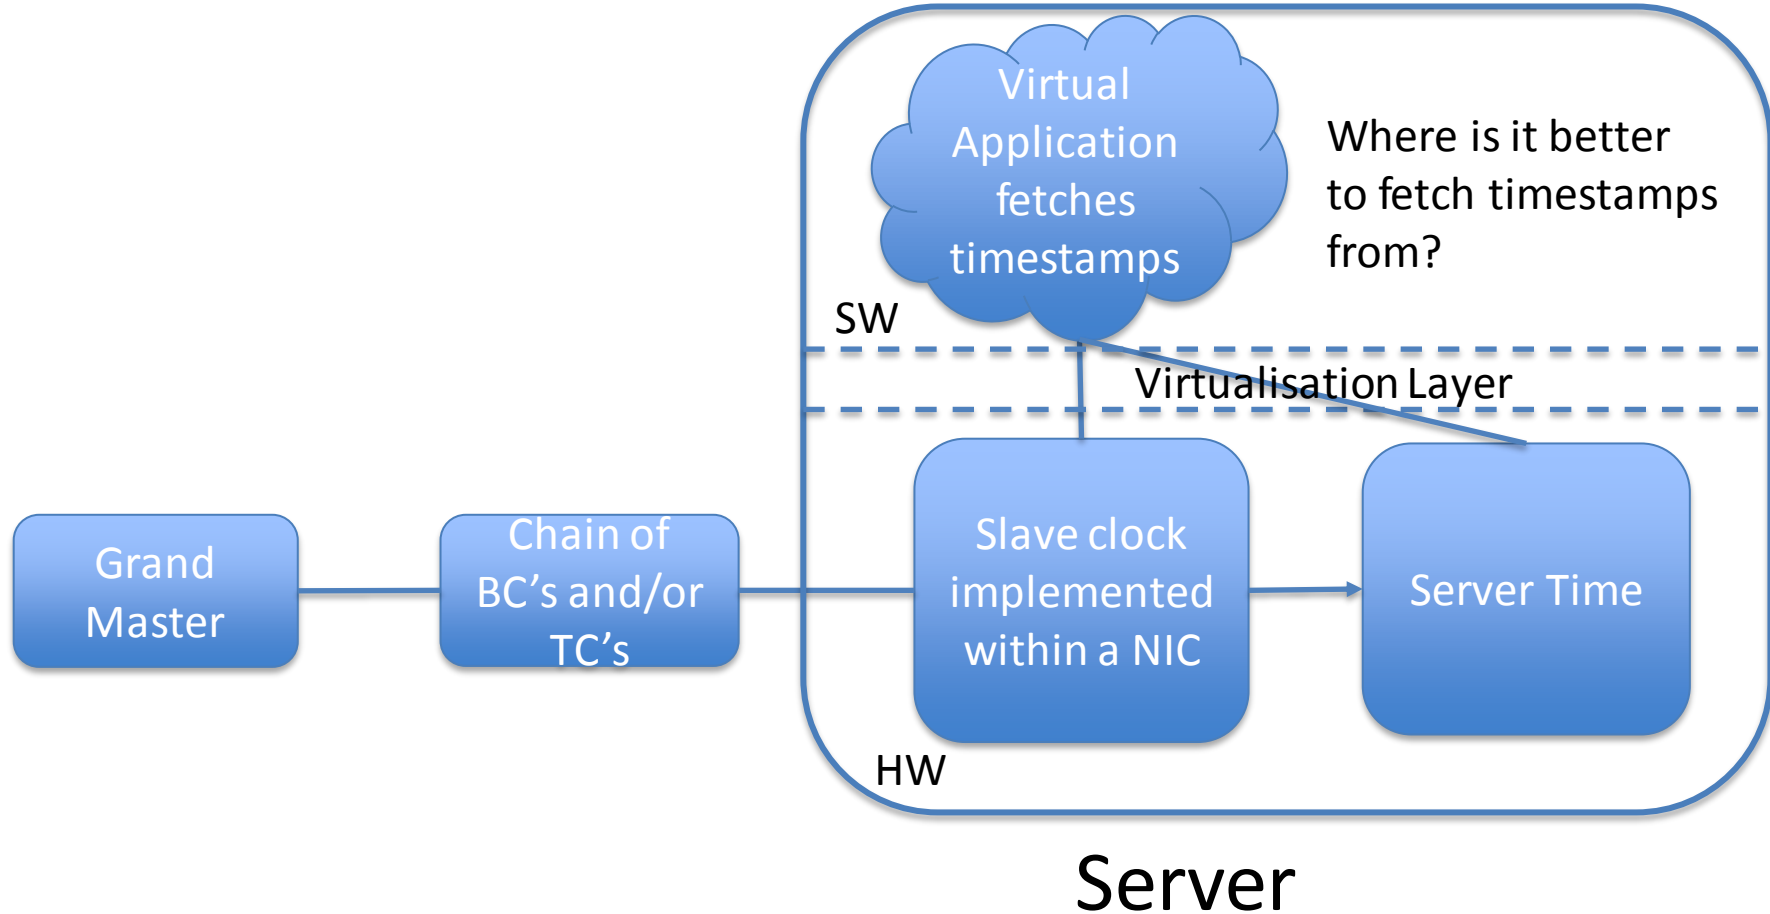 Virtual
Application
fetches
timestamps
Where is it better
to fetch timestamps
from?
SW
Virtualisation Layer
Grand
Master
Chain of
BC’s and/or
TC’s
Slave clock
implemented
within a NIC
Server Time
HW
Server